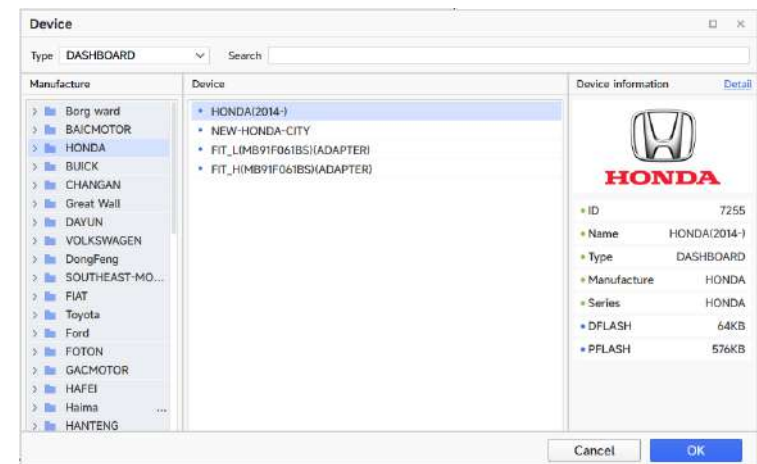 Device
Type DASHBOARD Search
Manufacture
Borg ward
BAICMOTOR
HONDA
BUICK
CHANGAN
Great Wall
DAYUN
VOLKSWAGEN
DongFeng
SOUTHEAST-MO...
FIAT
Toyota
Ford
FOTON
GACMOTOR
HAFEI
Haima ...
HANTENG
Device
HONDA(2014-)
NEW-HONDA-CITY
FIT_L(MB91F061BS)(ADAPTER)
FIT_H(MB91F061BS)(ADAPTER)
Device information Detail
HONDA
ID 7255
Name HONDA(2014-)
Type DASHBOARD
Manufacture HONDA
Series HONDA
DFLASH 64KB
PFLASH 576KB
Cancel OK